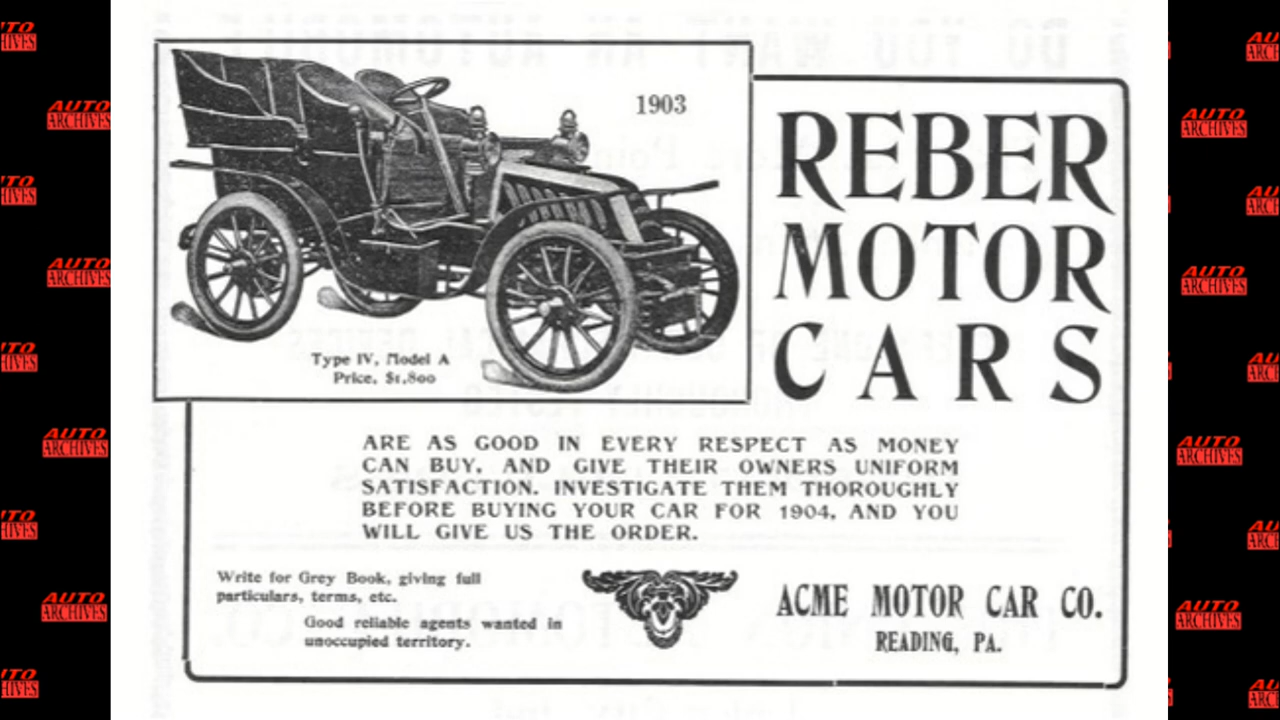 1903
REBER
MOTOR
CARS
Type IV, Model A
Price, $1,800
ARE AS GOOD IN EVERY RESPECT AS MONEY
CAN BUY, AND GIVE THEIR OWNERS UNIFORM
SATISFACTION. INVESTIGATE THEM THOROUGHLY
BEFORE BUYING YOUR CAR FOR 1904, AND YOU
WILL GIVE US THE ORDER.
Write for Grey Book, giving full
particulars, terms, etc.
Good reliable agents wanted in
unoccupied territory.
ACME MOTOR CAR CO.
READING, PA.
AUTO
ARCHIVES